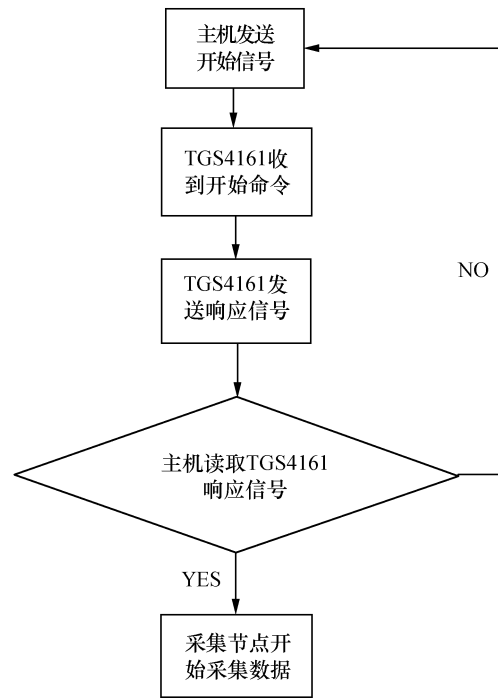 主机发送
开始信号
TGS4161收
到开始命令
NO
TGS4161发
送响应信号
主机读取TGS4161
响应信号
YES
采集节点开
始采集数据